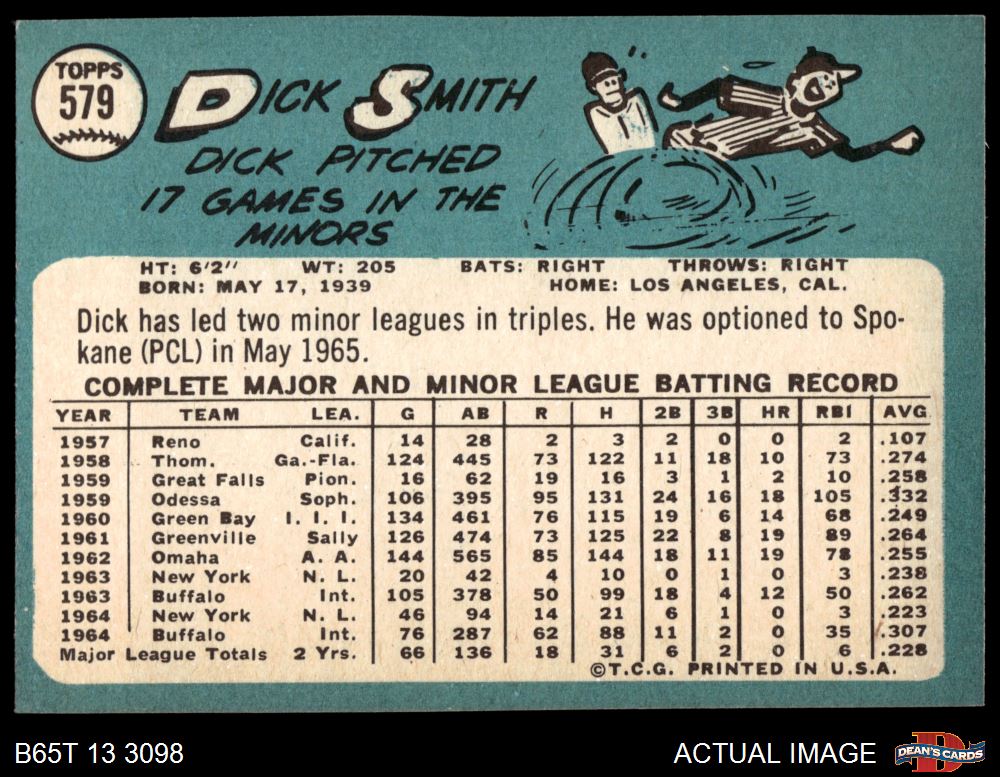 TOPPS
579
DICK SMITH
DICK PITCHED
17 GAMES IN THE
MINORS
HT: 6'2" WT: 205 BATS: RIGHT THROWS: RIGHT
BORN: MAY 17, 1939 HOME: LOS ANGELES, CAL.
Dick has led two minor leagues in triples. He was optioned to Spo-
kane (PCL) in May 1965.
COMPLETE MAJOR AND MINOR LEAGUE BATTING RECORD
YEAR TEAM LEA. G AB R H 2B 3B HR RBI AVG
1957 Reno Calif. 14 28 2 3 2 0 0 2 .107
1958 Thom. Ga.-Fla. 124 445 73 122 11 18 10 73 .274
1959 Great Falls Pion. 16 62 19 16 3 1 2 10 .258
1959 Odessa Soph. 106 395 95 131 24 16 18 105 .332
1960 Green Bay I. I. I. 134 461 76 115 19 6 14 68 .249
1961 Greenville Sally 126 474 73 125 22 8 19 89 .264
1962 Omaha A. A. 144 565 85 144 18 11 19 78 .255
1963 New York N. L. 20 42 4 10 0 1 0 3 .238
1963 Buffalo Int. 105 378 50 99 18 4 12 50 .262
1964 New York N. L. 46 94 14 21 6 1 0 3 .223
1964 Buffalo Int. 76 287 62 88 11 2 0 35 .307
Major League Totals 2 Yrs. 66 136 18 31 6 2 0 6 .228
©T.C.G. PRINTED IN U.S.A.
B65T 13 3098 ACTUAL IMAGE DEAN'S CARDS